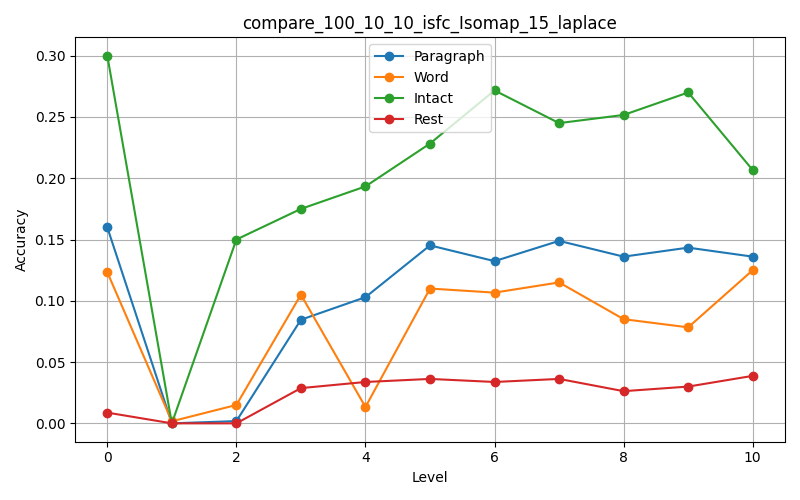 compare_100_10_10_isfc_Isomap_15_laplace
Paragraph
Word
Intact
Rest
Accuracy
0.30
0.25
0.20
0.15
0.10
0.05
0.00
0 2 4 6 8 10
Level